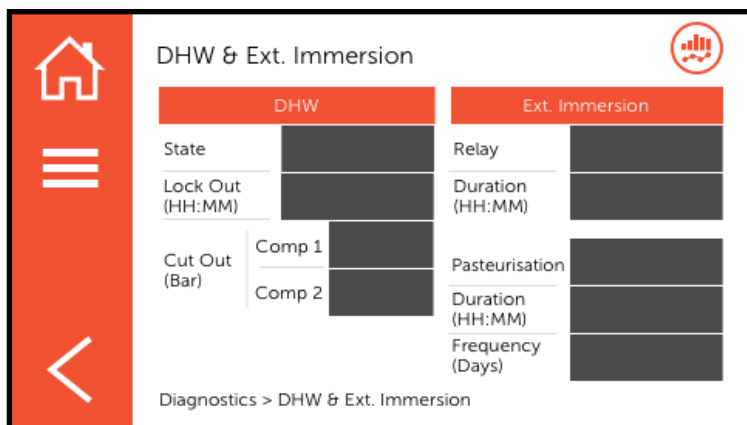 DHW & Ext. Immersion
DHW
State
Lock Out
(HH:MM)
Cut Out
(Bar)
Comp 1
Comp 2
Ext. Immersion
Relay
Duration
(HH:MM)
Pasteurisation
Duration
(HH:MM)
Frequency
(Days)
Diagnostics > DHW & Ext. Immersion